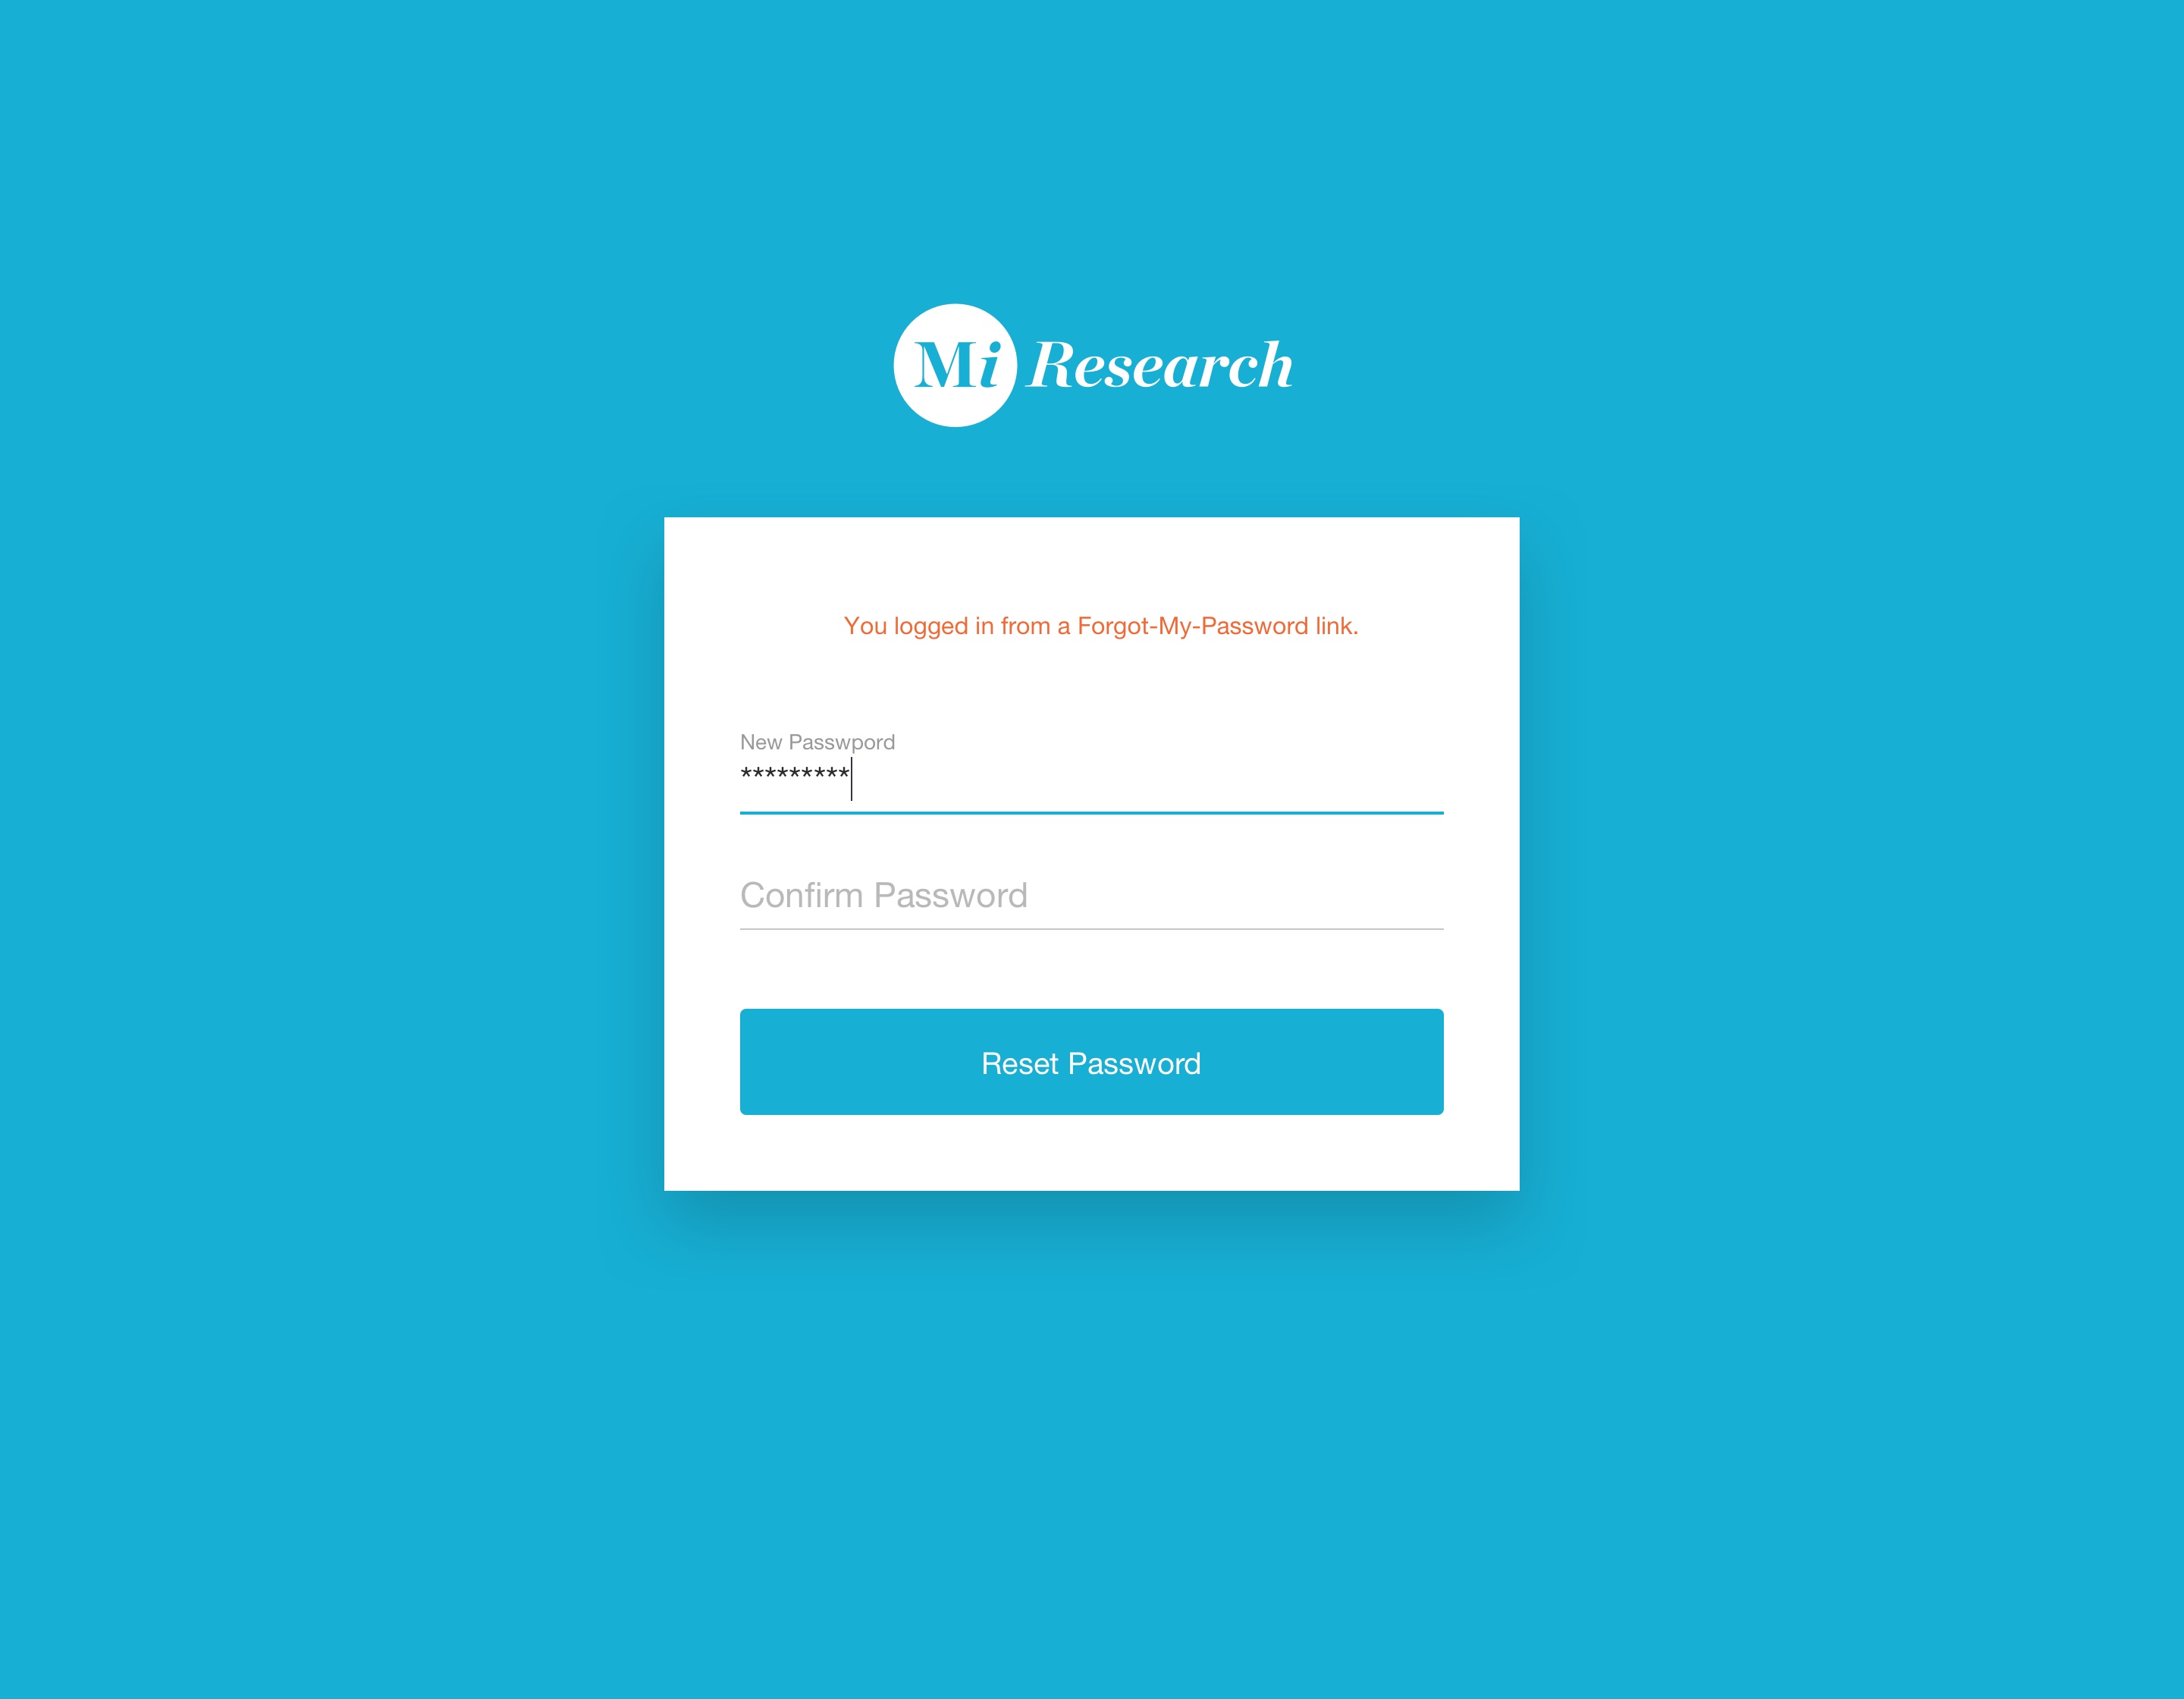 Mi Research
You logged in from a Forgot-My-Password link.
New Passwpord
*********
Confirm Password
Reset Password